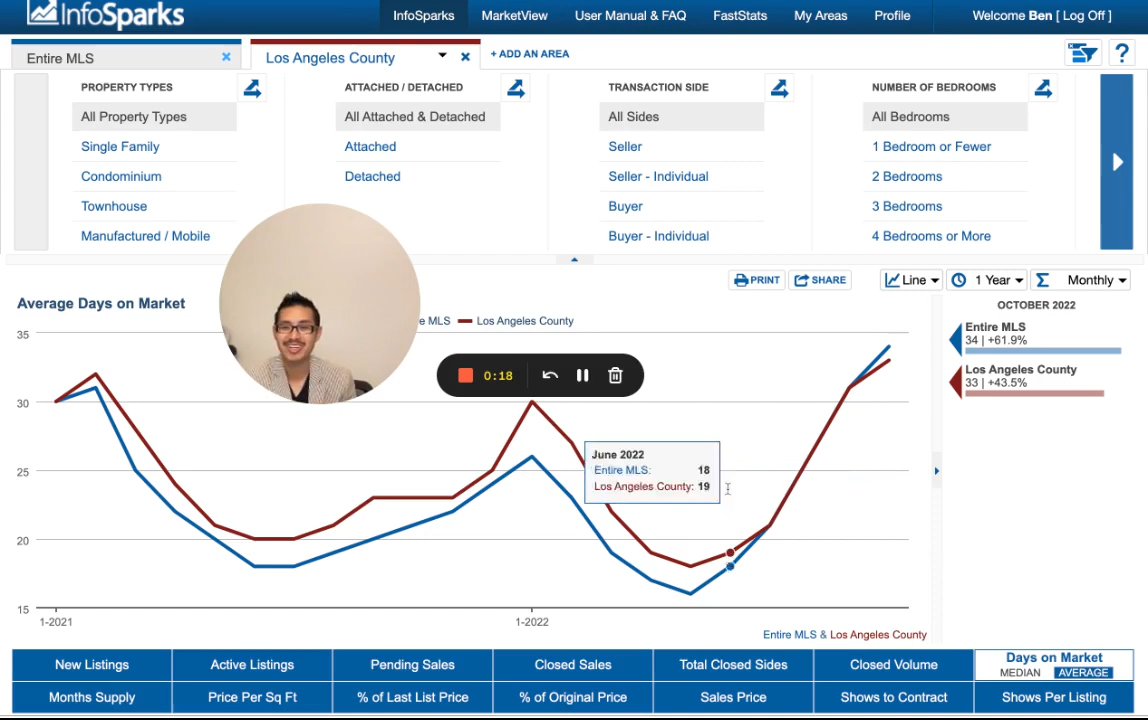 InfoSparks
InfoSparks MarketView User Manual & FAQ FastStats My Areas Profile Welcome Ben [ Log Off ]
Entire MLS × Los Angeles County × + ADD AN AREA ?
PROPERTY TYPES ATTACHED / DETACHED TRANSACTION SIDE NUMBER OF BEDROOMS
All Property Types All Attached & Detached All Sides All Bedrooms
Single Family Attached Seller 1 Bedroom or Fewer
Condominium Detached Seller - Individual 2 Bedrooms
Townhouse Buyer 3 Bedrooms
Manufactured / Mobile Buyer - Individual 4 Bedrooms or More
PRINT SHARE Line 1 Year Σ Monthly
Average Days on Market
e MLS Los Angeles County
OCTOBER 2022
Entire MLS
34 | +61.9%
Los Angeles County
33 | +43.5%
35
30
25
20
15
0:18
June 2022
Entire MLS: 18
Los Angeles County: 19
1-2021 1-2022
Entire MLS & Los Angeles County
New Listings Active Listings Pending Sales Closed Sales Total Closed Sides Closed Volume Days on Market
MEDIAN AVERAGE
Months Supply Price Per Sq Ft % of Last List Price % of Original Price Sales Price Shows to Contract Shows Per Listing